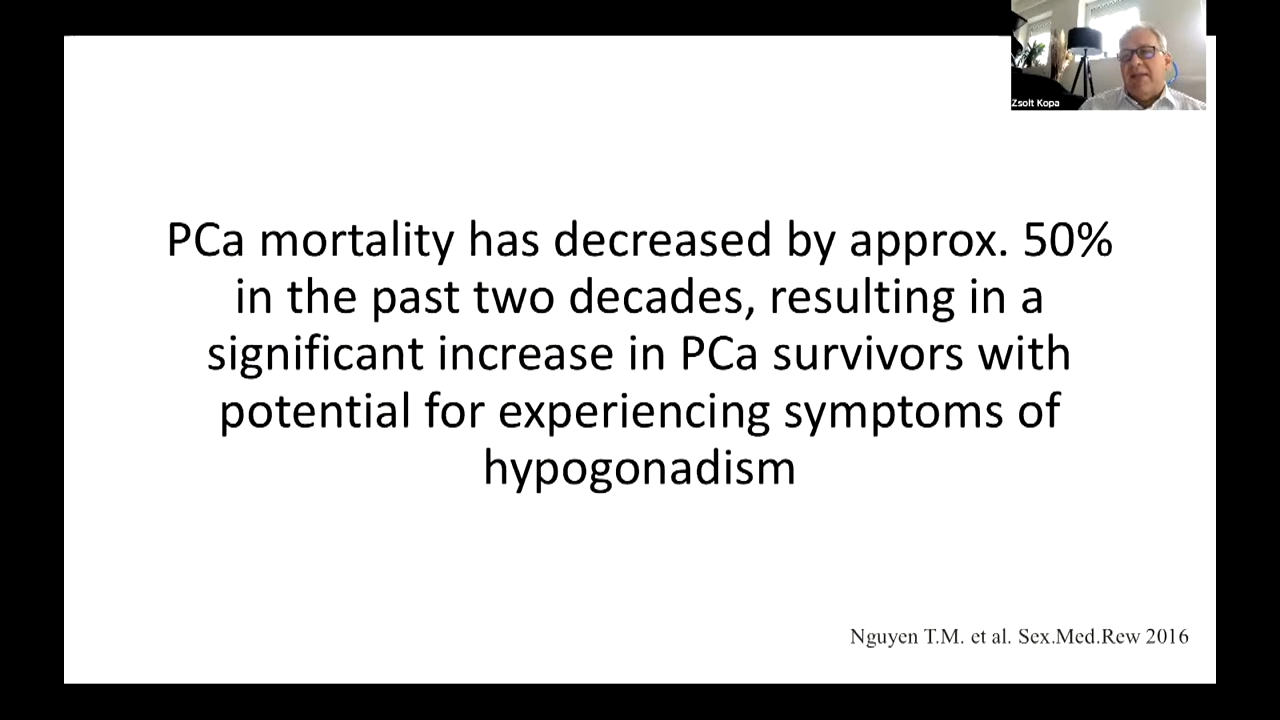 Zsolt Kopa
PCa mortality has decreased by approx. 50%
in the past two decades, resulting in a
significant increase in PCa survivors with
potential for experiencing symptoms of
hypogonadism
Nguyen T.M. et al. Sex.Med.Rew 2016